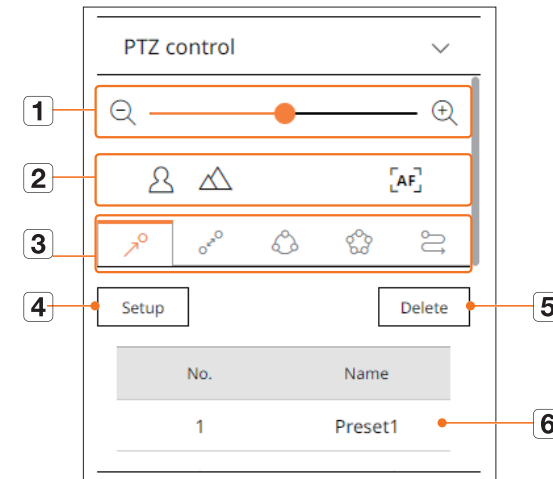 PTZ control
1
2
AF
3
4
Setup
Delete
5
No.
Name
1
Preset1
6